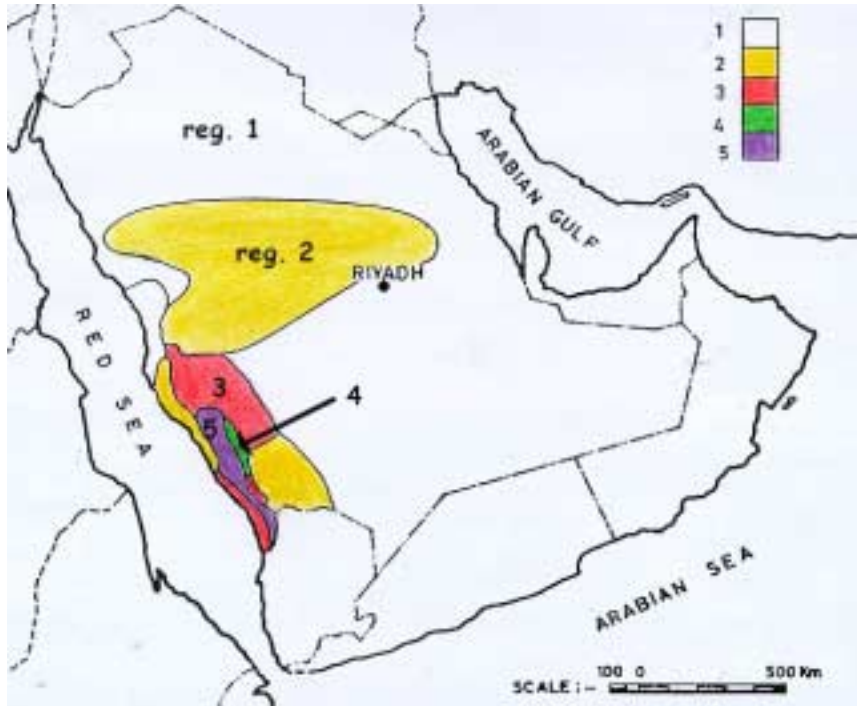 1
2
3
4
5
reg. 1
ARABIAN GULF
reg. 2
RIYADH
RED SEA
3
4
5
ARABIAN SEA
100 0 500 Km
SCALE :-